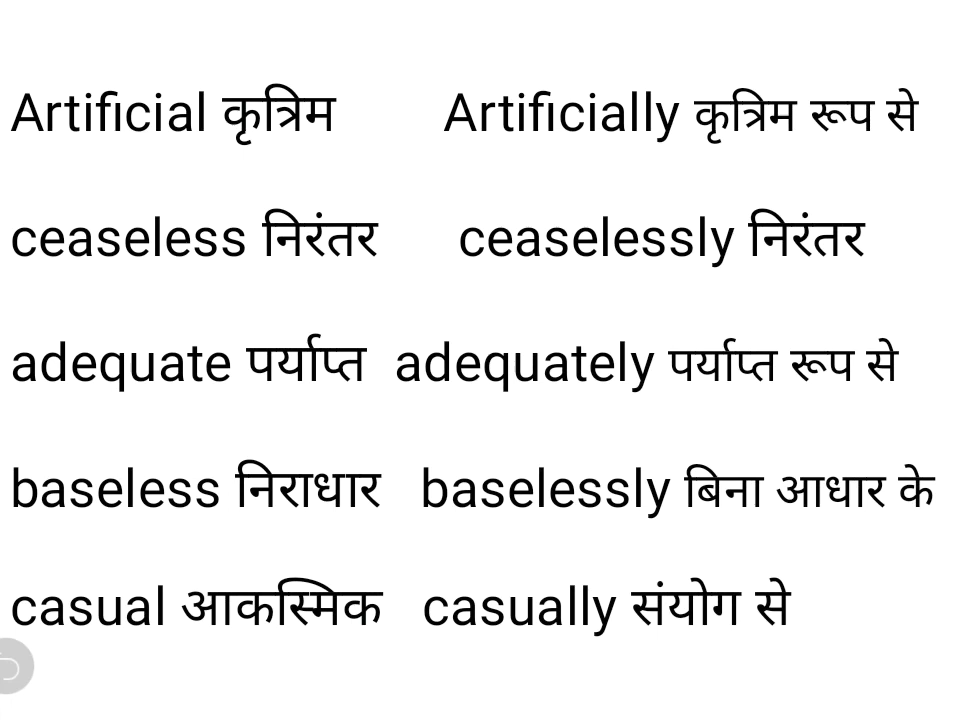 Artificial कृत्रिम Artificially कृत्रिम रूप से
ceaseless निरंतर ceaselessly निरंतर
adequate पर्याप्त adequately पर्याप्त रूप से
baseless निराधार baselessly बिना आधार के
casual आकस्मिक casually संयोग से